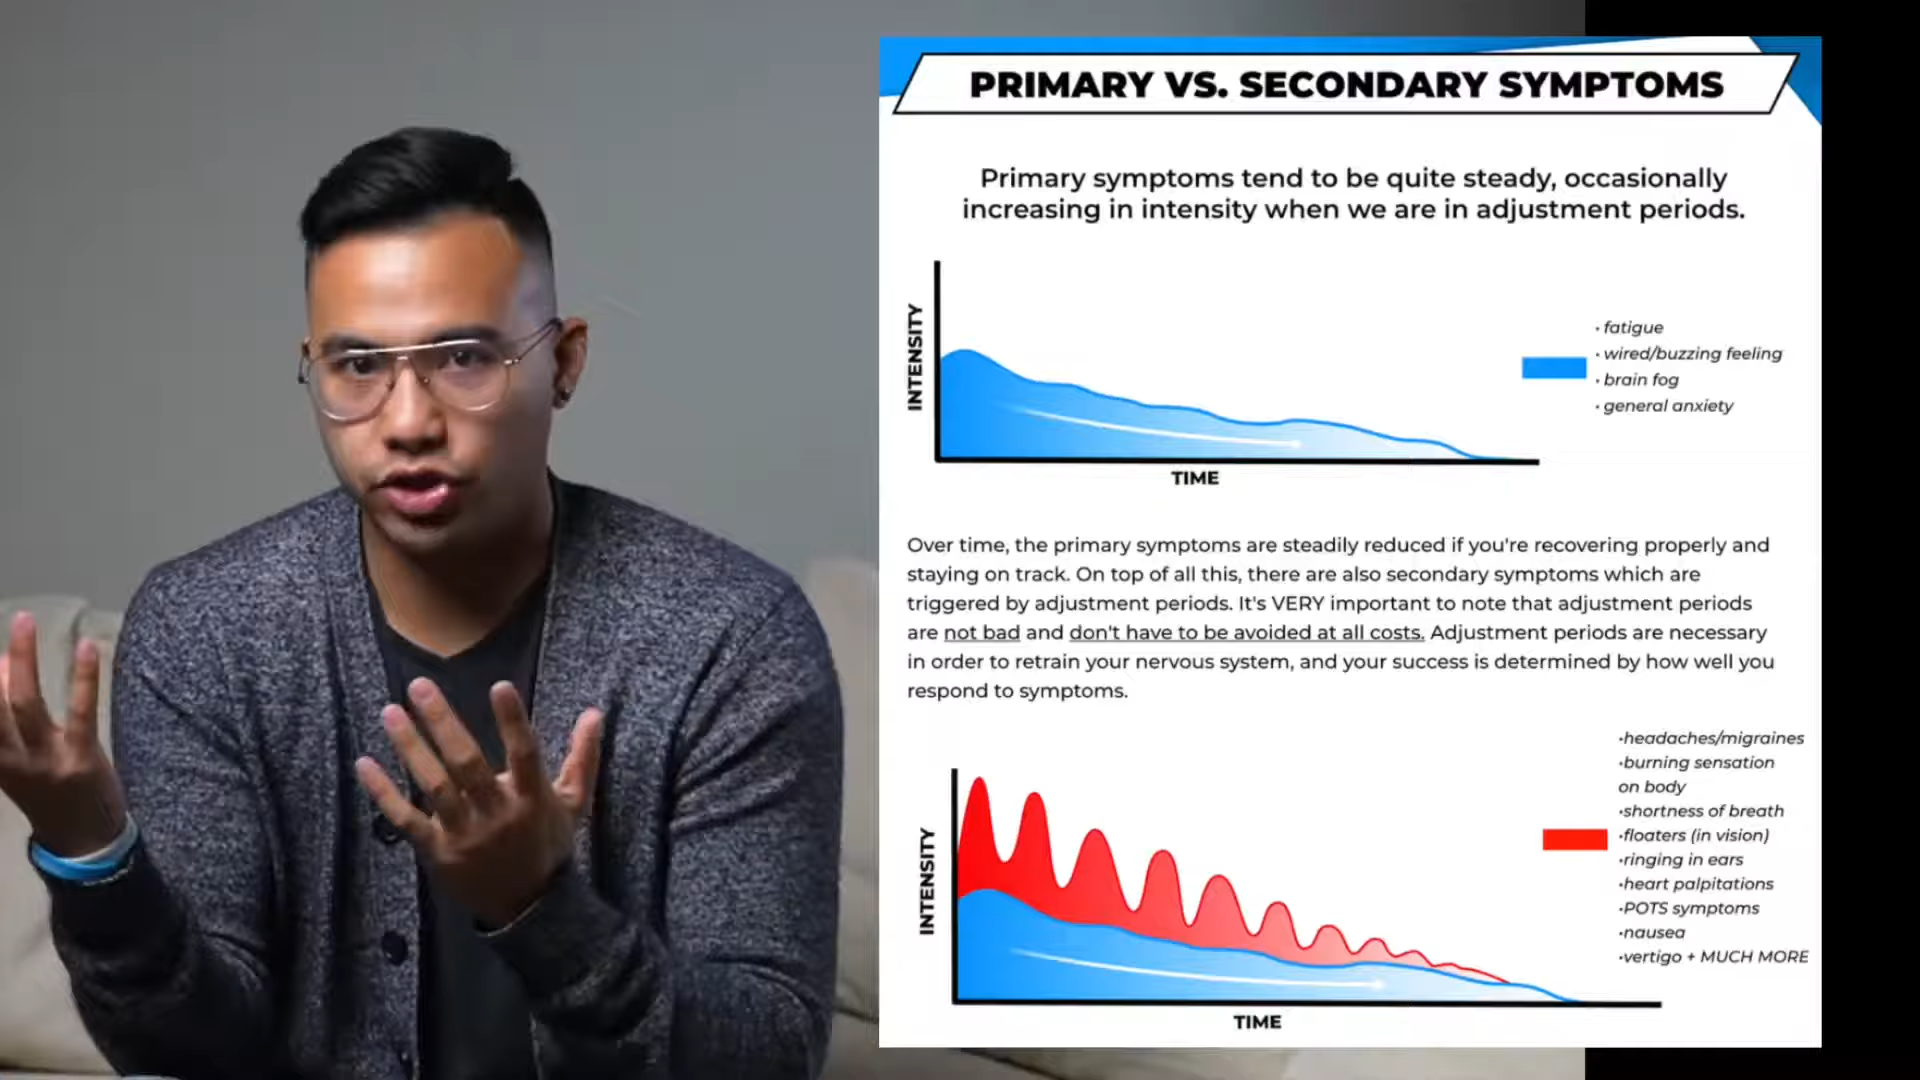 PRIMARY VS. SECONDARY SYMPTOMS
Primary symptoms tend to be quite steady, occasionally
increasing in intensity when we are in adjustment periods.
INTENSITY
• fatigue
• wired/buzzing feeling
• brain fog
• general anxiety
TIME
Over time, the primary symptoms are steadily reduced if you're recovering properly and
staying on track. On top of all this, there are also secondary symptoms which are
triggered by adjustment periods. It's VERY important to note that adjustment periods
are not bad and don't have to be avoided at all costs. Adjustment periods are necessary
in order to retrain your nervous system, and your success is determined by how well you
respond to symptoms.
INTENSITY
•headaches/migraines
•burning sensation
on body
•shortness of breath
•floaters (in vision)
•ringing in ears
•heart palpitations
•POTS symptoms
•nausea
•vertigo + MUCH MORE
TIME